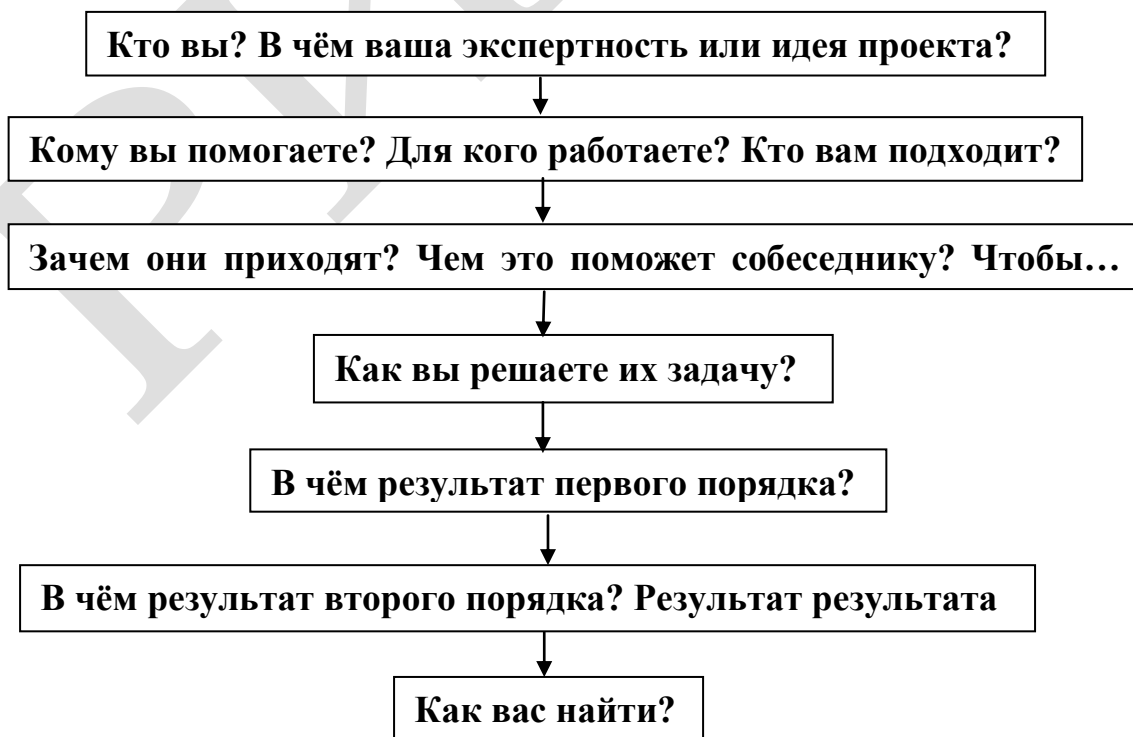 Кто вы? В чём ваша экспертность или идея проекта?
Кому вы помогаете? Для кого работаете? Кто вам подходит?
Зачем они приходят? Чем это поможет собеседнику? Чтобы…
Как вы решаете их задачу?
В чём результат первого порядка?
В чём результат второго порядка? Результат результата
Как вас найти?